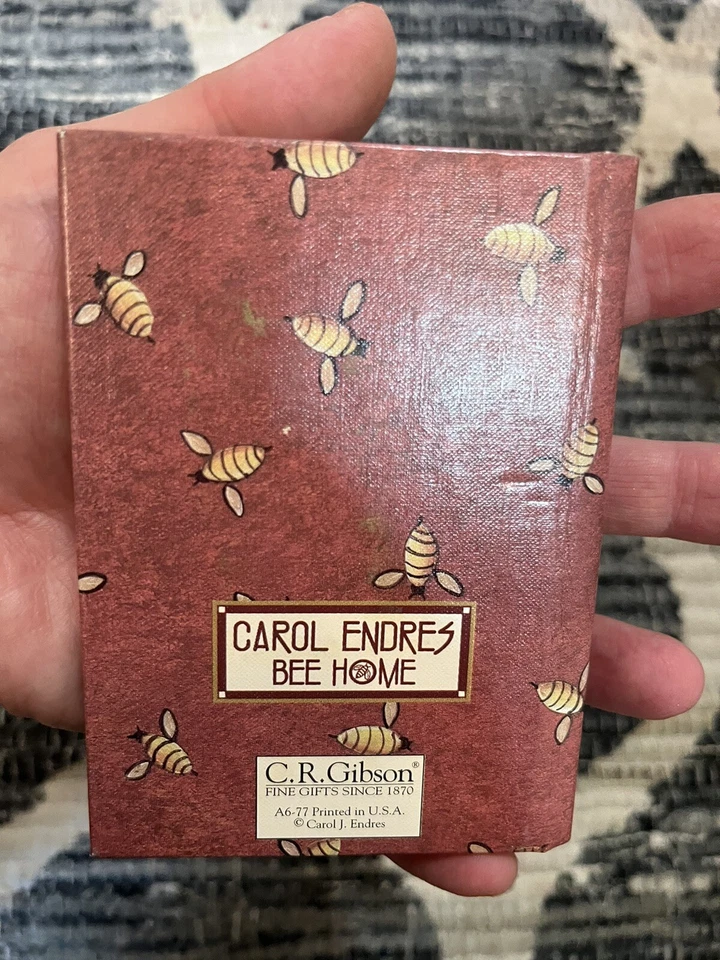 CAROL ENDRES
BEE HOME
C.R.Gibson®
FINE GIFTS SINCE 1870
A6-77 Printed in U.S.A.
© Carol J. Endres